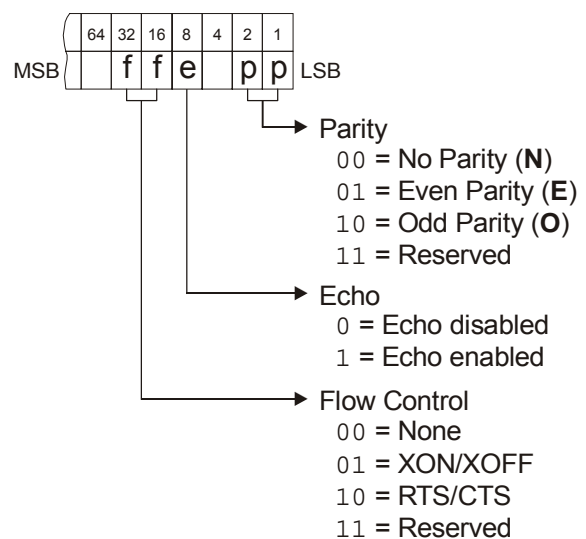 64 32 16 8 4 2 1
MSB f f e p p LSB
Parity
00 = No Parity (N)
01 = Even Parity (E)
10 = Odd Parity (O)
11 = Reserved
Echo
0 = Echo disabled
1 = Echo enabled
Flow Control
00 = None
01 = XON/XOFF
10 = RTS/CTS
11 = Reserved